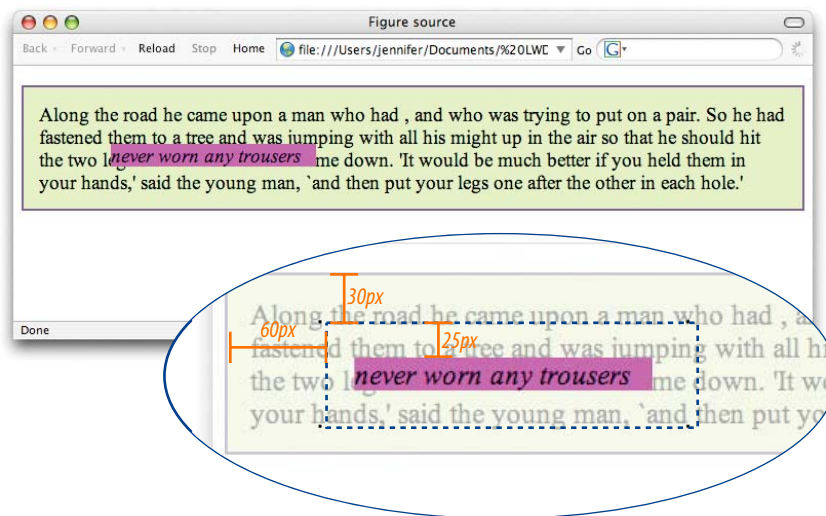 Figure source
Back Forward Reload Stop Home file:///Users/jennifer/Documents/%20LWD Go G
Along the road he came upon a man who had , and who was trying to put on a pair. So he had
fastened them to a tree and was jumping with all his might up in the air so that he should hit
the two le never worn any trousers me down. 'It would be much better if you held them in
your hands,' said the young man, `and then put your legs one after the other in each hole.'
Done
30px
Along the road he came upon a man who had , a
60px
25px
fastened them to a tree and was jumping with all hi
the two le never worn any trousers me down. 'It wo
your hands,' said the young man, `and then put yo